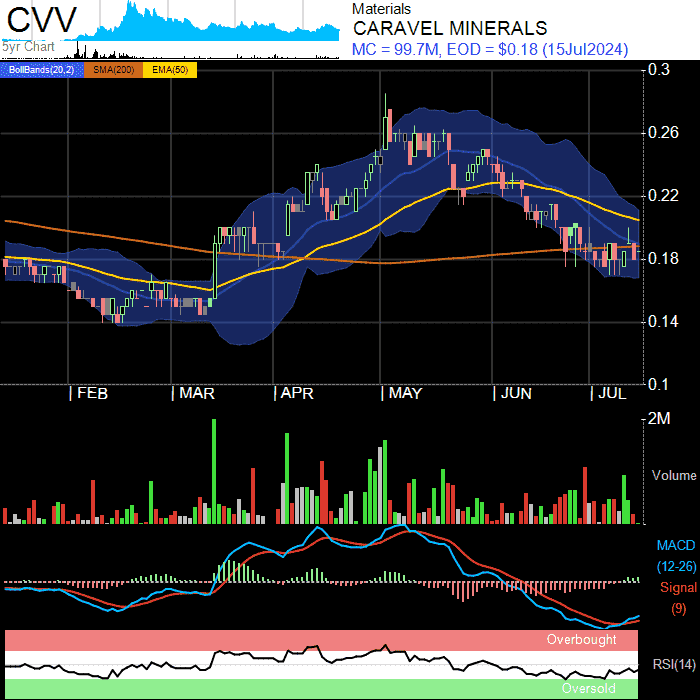 CVV
5yr Chart
Materials
CARAVEL MINERALS
MC = 99.7M, EOD = $0.18 (15Jul2024)
BollBands(20,2) SMA(200) EMA(50)
0.3
0.26
0.22
0.18
0.14
0.1
FEB MAR APR MAY JUN JUL
2M
Volume
MACD
(12-26)
Signal
(9)
Overbought
RSI(14)
Oversold